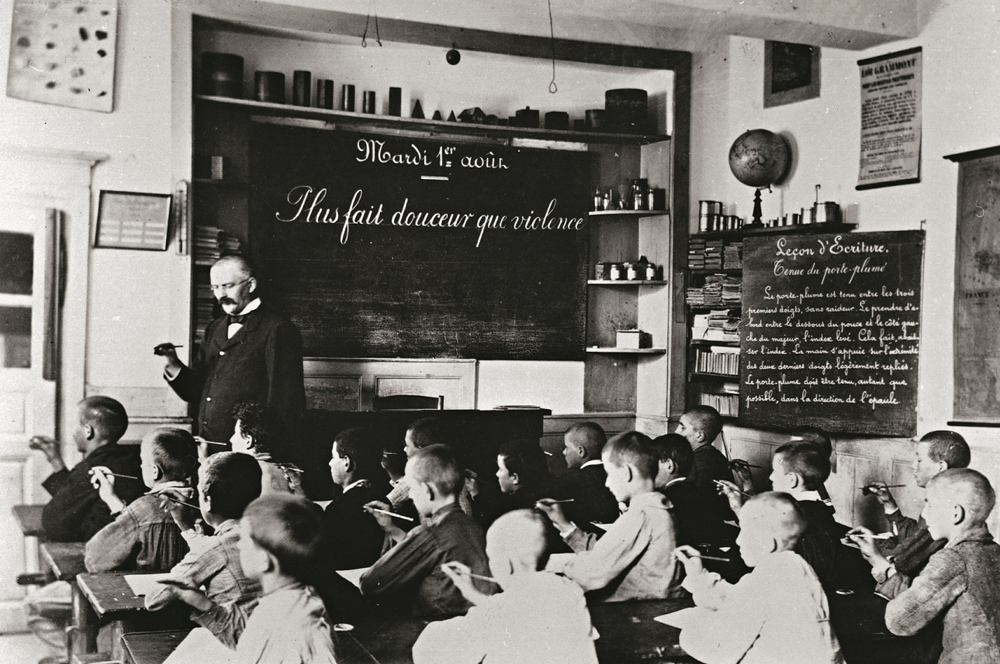 Mardi 1er août
Plus fait douceur que violence
LOI GRAMMONT
Leçon d'Ecriture.
Tenue du porte-plume
Le porte-plume est tenu entre les trois
premiers doigts, sans raideur. Le prendre d'a-
bord entre le dessous du pouce et le côté gau-
che du majeur, l'index levé. Cela fait, abais-
ser l'index. La main s'appuie sur l'extrémité
des deux derniers doigts légèrement repliés.
Le porte-plume doit être tenu, autant que
possible, dans la direction de l'épaule.
FRANCE